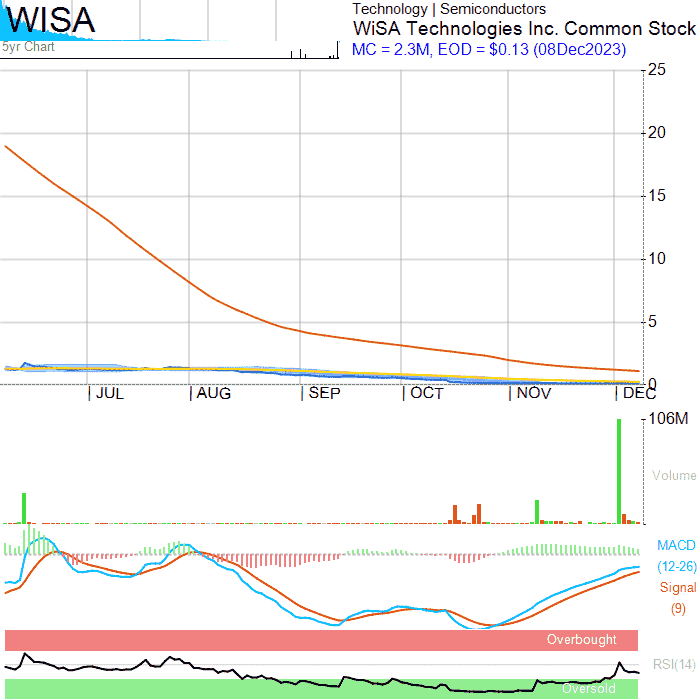 WISA
Technology | Semiconductors
WiSA Technologies Inc. Common Stock
5yr Chart
MC = 2.3M, EOD = $0.13 (08Dec2023)
25
20
15
10
5
0
JUL AUG SEP OCT NOV DEC
106M
Volume
MACD
(12-26)
Signal
(9)
Overbought
RSI(14)
Oversold